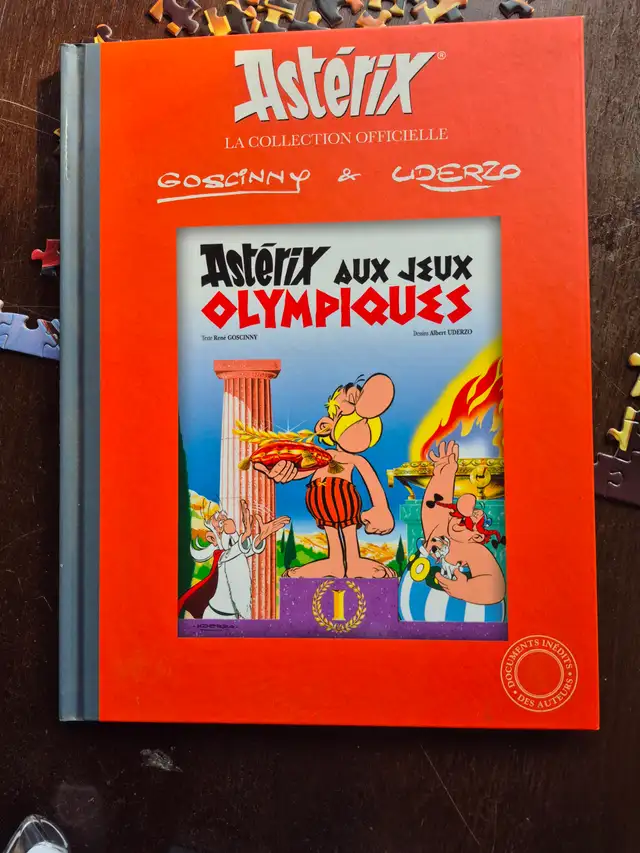 Astérix®
LA COLLECTION OFFICIELLE
GOSCINNY & UDERZO
Astérix AUX JEUX
OLYMPIQUES
Texte René GOSCINNY Dessins Albert UDERZO
I
UDERZO
DOCUMENTS INÉDITS
• DES AUTEURS •